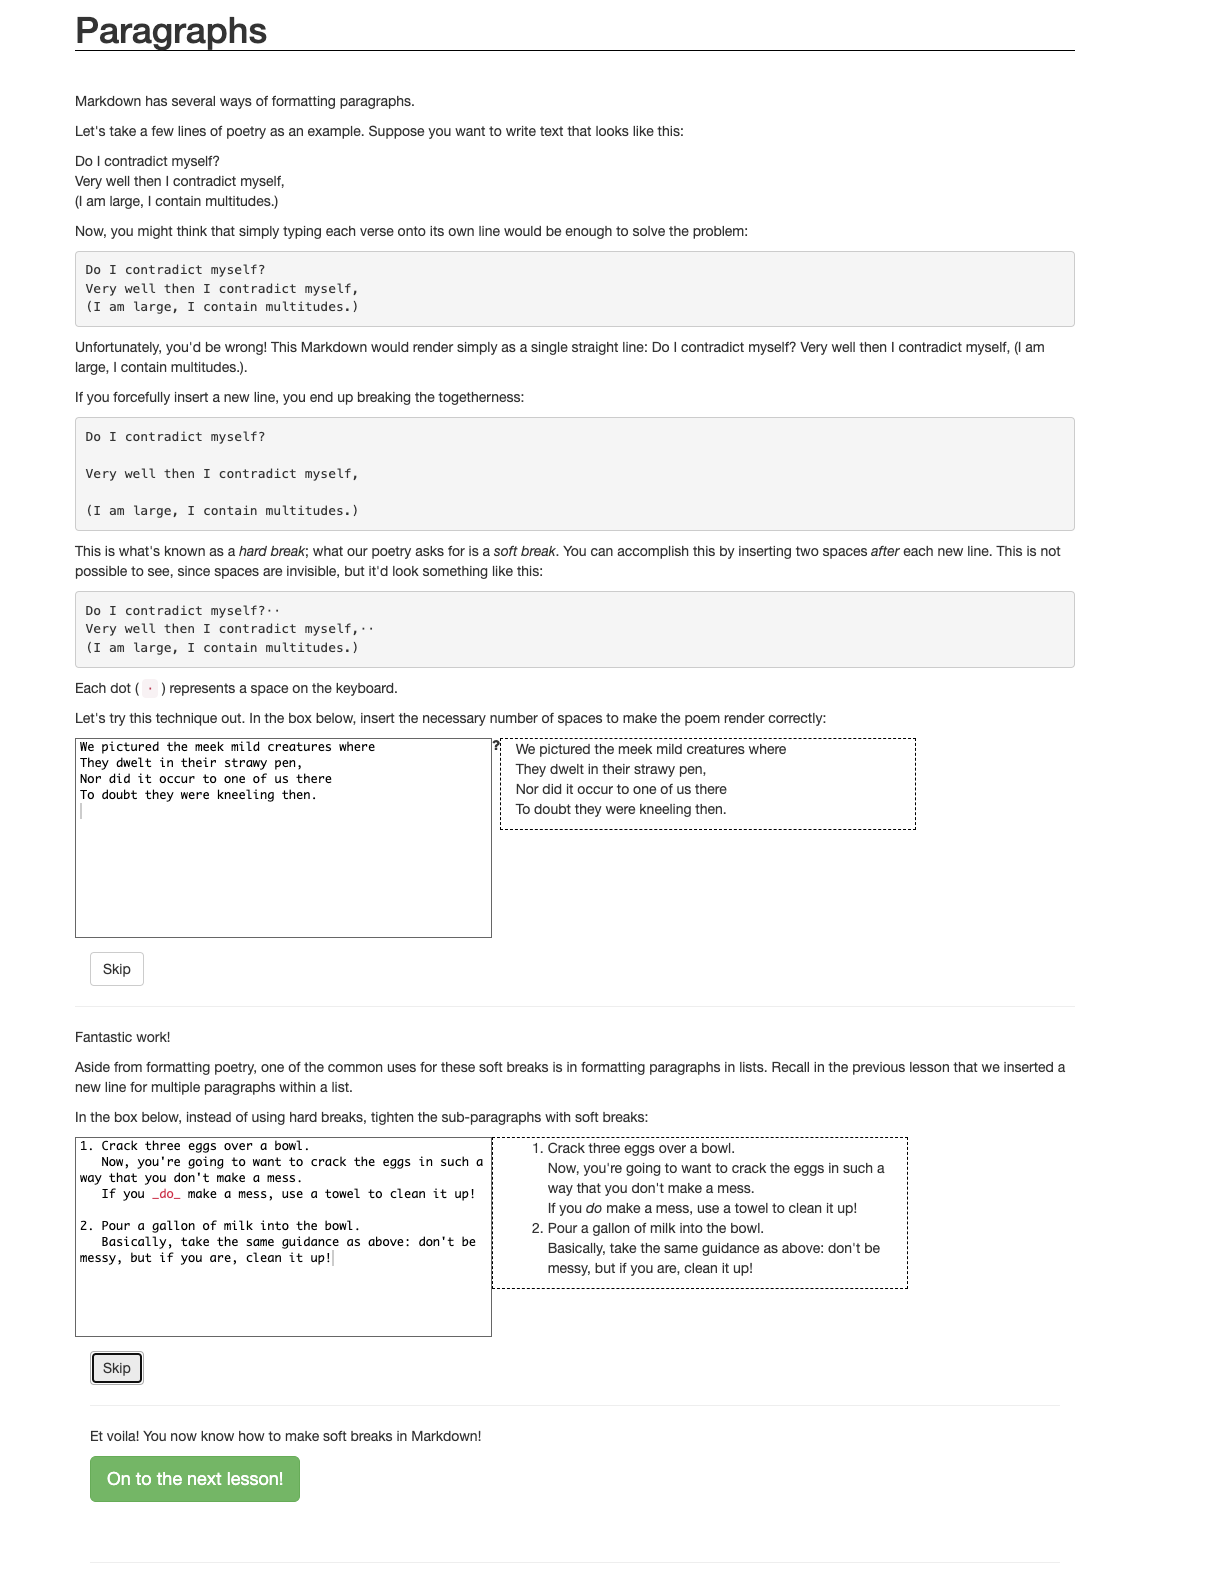 Paragraphs
Markdown has several ways of formatting paragraphs.
Let's take a few lines of poetry as an example. Suppose you want to write text that looks like this:
Do I contradict myself?
Very well then I contradict myself,
(I am large, I contain multitudes.)
Now, you might think that simply typing each verse onto its own line would be enough to solve the problem:
Do I contradict myself?
Very well then I contradict myself,
(I am large, I contain multitudes.)
Unfortunately, you'd be wrong! This Markdown would render simply as a single straight line: Do I contradict myself? Very well then I contradict myself, (I am
large, I contain multitudes.).
If you forcefully insert a new line, you end up breaking the togetherness:
Do I contradict myself?
Very well then I contradict myself,
(I am large, I contain multitudes.)
This is what's known as a hard break; what our poetry asks for is a soft break. You can accomplish this by inserting two spaces after each new line. This is not
possible to see, since spaces are invisible, but it'd look something like this:
Do I contradict myself?··
Very well then I contradict myself,··
(I am large, I contain multitudes.)
Each dot ( · ) represents a space on the keyboard.
Let's try this technique out. In the box below, insert the necessary number of spaces to make the poem render correctly:
We pictured the meek mild creatures where
They dwelt in their strawy pen,
Nor did it occur to one of us there
To doubt they were kneeling then.
?
We pictured the meek mild creatures where
They dwelt in their strawy pen,
Nor did it occur to one of us there
To doubt they were kneeling then.
Skip
Fantastic work!
Aside from formatting poetry, one of the common uses for these soft breaks is in formatting paragraphs in lists. Recall in the previous lesson that we inserted a
new line for multiple paragraphs within a list.
In the box below, instead of using hard breaks, tighten the sub-paragraphs with soft breaks:
1. Crack three eggs over a bowl.
Now, you're going to want to crack the eggs in such a
way that you don't make a mess.
If you _do_ make a mess, use a towel to clean it up!
2. Pour a gallon of milk into the bowl.
Basically, take the same guidance as above: don't be
messy, but if you are, clean it up!
1. Crack three eggs over a bowl.
Now, you're going to want to crack the eggs in such a
way that you don't make a mess.
If you do make a mess, use a towel to clean it up!
2. Pour a gallon of milk into the bowl.
Basically, take the same guidance as above: don't be
messy, but if you are, clean it up!
Skip
Et voila! You now know how to make soft breaks in Markdown!
On to the next lesson!